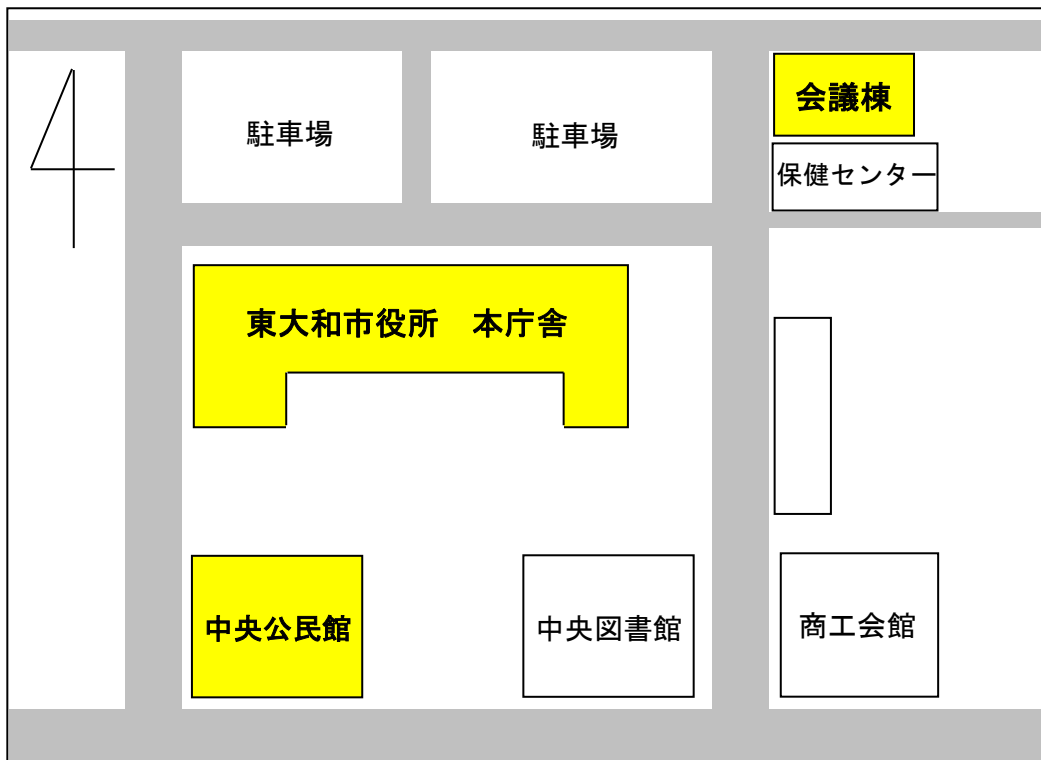 駐車場
駐車場
会議棟
保健センター
東大和市役所　本庁舎
中央公民館
中央図書館
商工会館